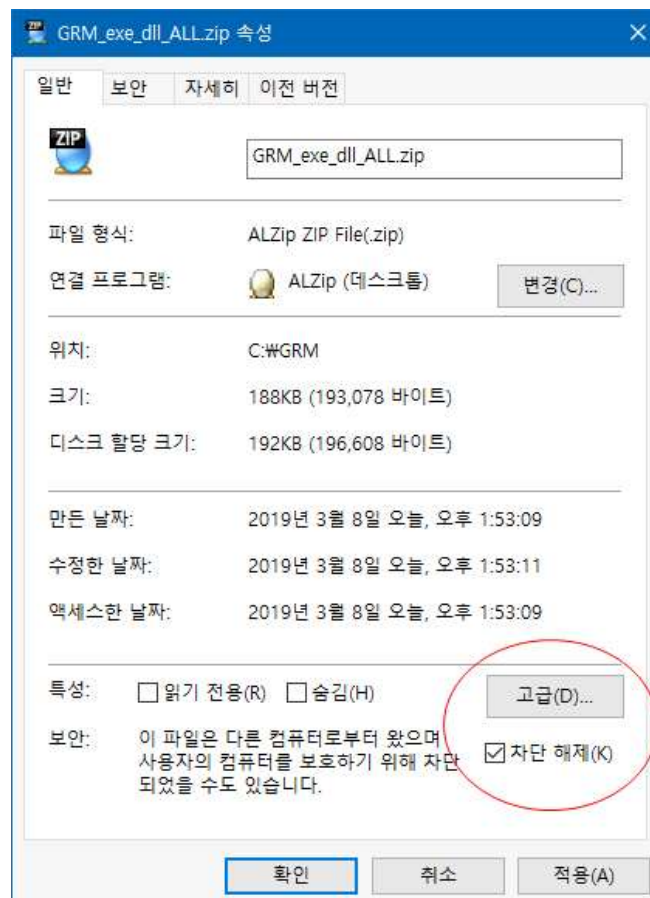 GRM_exe_dll_ALL.zip 속성
일반 보안 자세히 이전 버전
ZIP
GRM_exe_dll_ALL.zip
파일 형식: ALZip ZIP File(.zip)
연결 프로그램: ALZip (데스크톱) 변경(C)...
위치: C:₩GRM
크기: 188KB (193,078 바이트)
디스크 할당 크기: 192KB (196,608 바이트)
만든 날짜: 2019년 3월 8일 오늘, 오후 1:53:09
수정한 날짜: 2019년 3월 8일 오늘, 오후 1:53:11
액세스한 날짜: 2019년 3월 8일 오늘, 오후 1:53:09
특성: 읽기 전용(R) 숨김(H) 고급(D)...
보안: 이 파일은 다른 컴퓨터로부터 왔으며
사용자의 컴퓨터를 보호하기 위해 차단 차단 해제(K)
되었을 수도 있습니다.
확인 취소 적용(A)